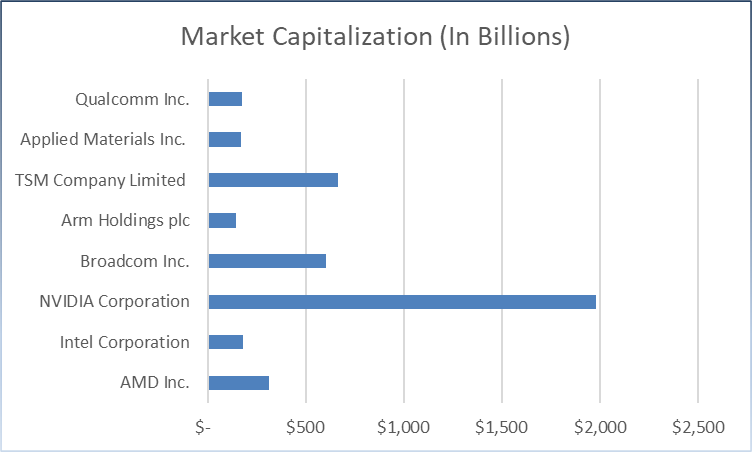 Market Capitalization (In Billions)
Qualcomm Inc.
Applied Materials Inc.
TSM Company Limited
Arm Holdings plc
Broadcom Inc.
NVIDIA Corporation
Intel Corporation
AMD Inc.
$- $500 $1,000 $1,500 $2,000 $2,500